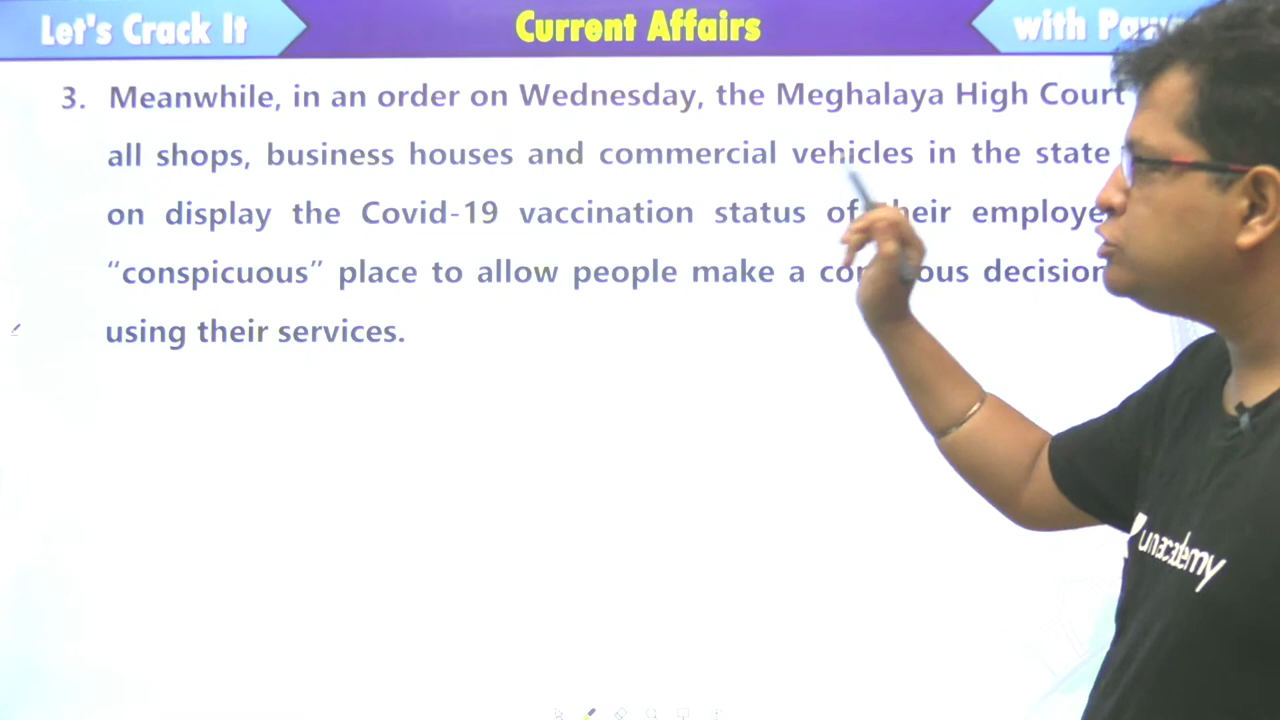 Let's Crack It
Current Affairs
with
3. Meanwhile, in an order on Wednesday, the Meghalaya High Court
all shops, business houses and commercial vehicles in the state
on display the Covid-19 vaccination status of their
“conspicuous” place to allow people make a decision
using their services.
unacademy